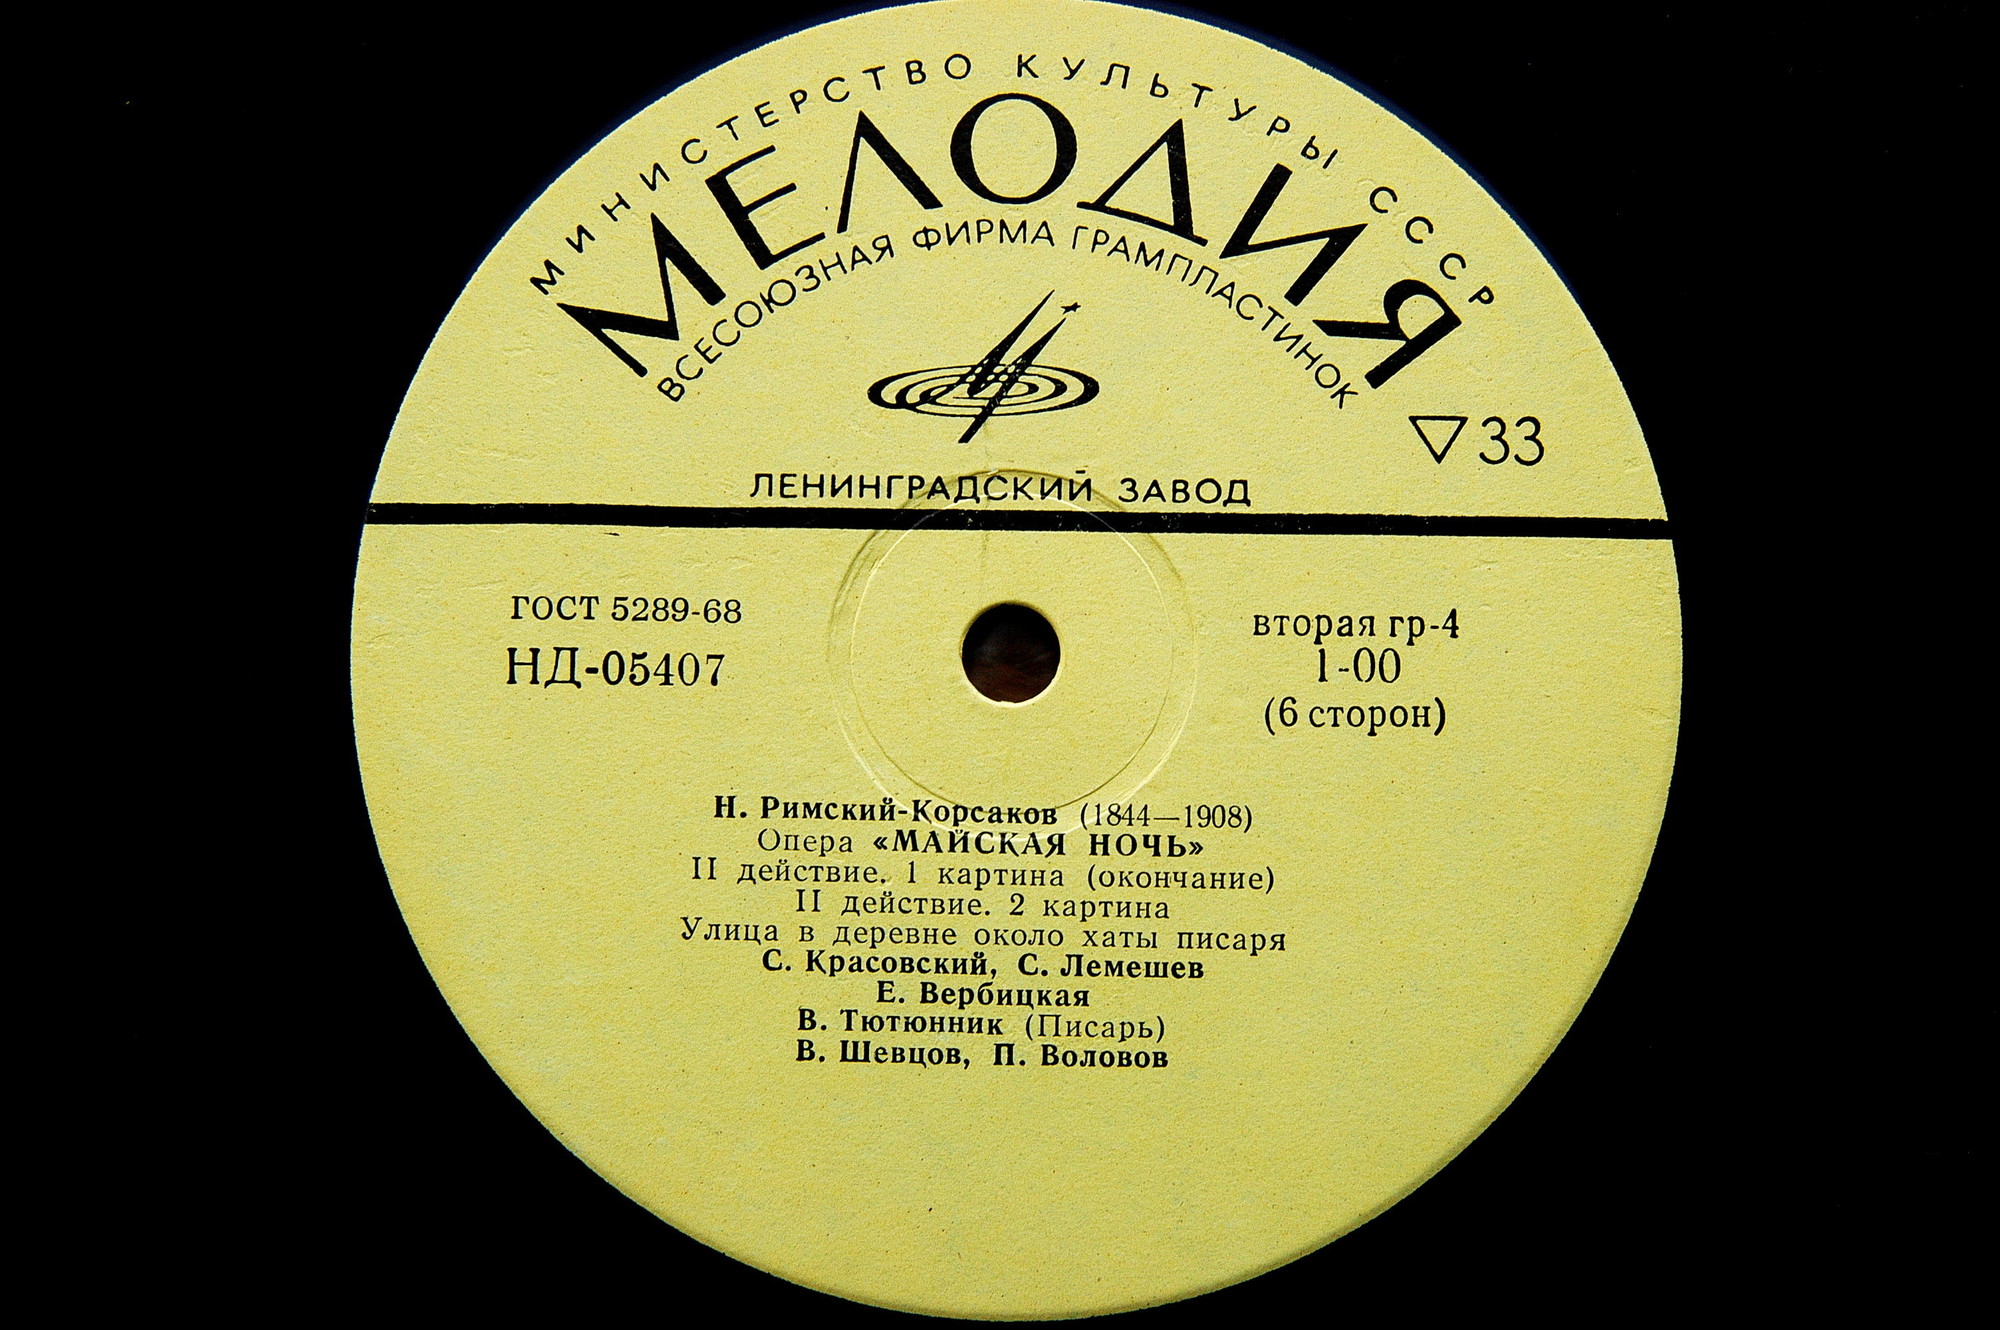 МИНИСТЕРСТВО КУЛЬТУРЫ СССР
МЕЛОДИЯ
ВСЕСОЮЗНАЯ ФИРМА ГРАМПЛАСТИНОК
33
ЛЕНИНГРАДСКИЙ ЗАВОД
ГОСТ 5289-68
НД-05407
вторая гр-4
1-00
(6 сторон)
Н. Римский-Корсаков (1844—1908)
Опера «МАЙСКАЯ НОЧЬ»
II действие. 1 картина (окончание)
II действие. 2 картина
Улица в деревне около хаты писаря
С. Красовский, С. Лемешев
Е. Вербицкая
В. Тютюнник (Писарь)
В. Шевцов, П. Воловов